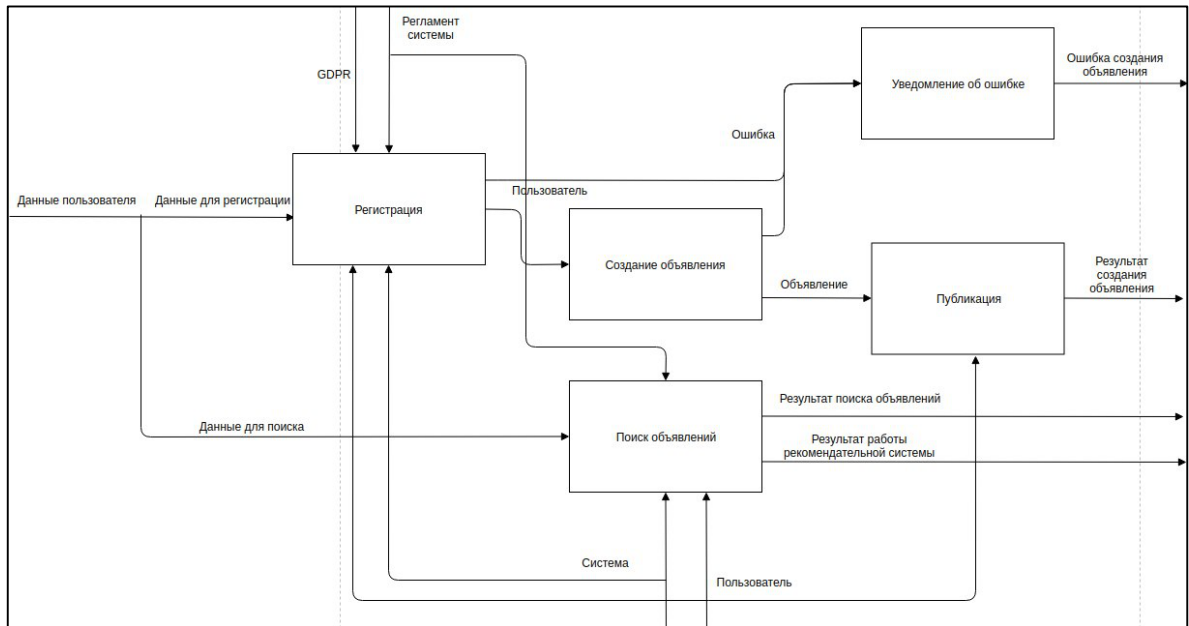 Регламент
системы
GDPR
Уведомление об ошибке
Ошибка создания
объявления
Ошибка
Данные пользователя
Данные для регистрации
Регистрация
Пользователь
Создание объявления
Объявление
Публикация
Результат
создания
объявления
Данные для поиска
Поиск объявлений
Результат поиска объявлений
Результат работы
рекомендательной системы
Система
Пользователь